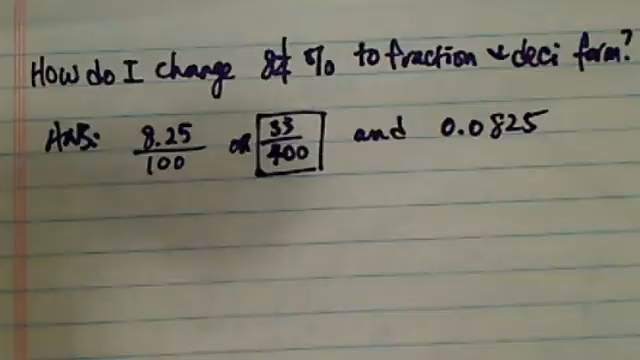 How do I change 8¼ % to fraction & deci form?
Ans: 8.25/100 or 33/400 and 0.0825